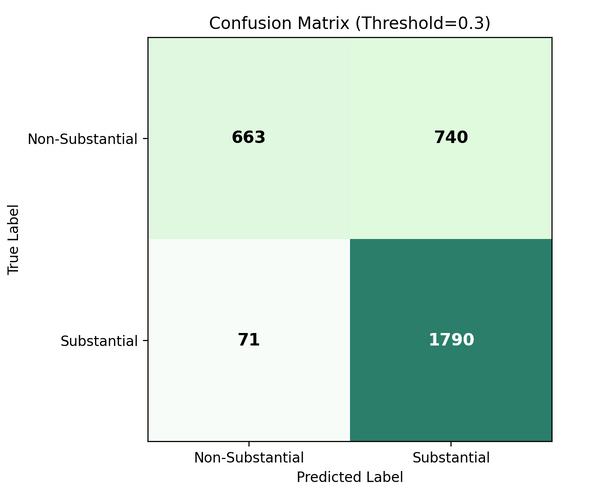 Confusion Matrix (Threshold=0.3)
True Label
Non-Substantial
663
740
Substantial
71
1790
Non-Substantial
Substantial
Predicted Label